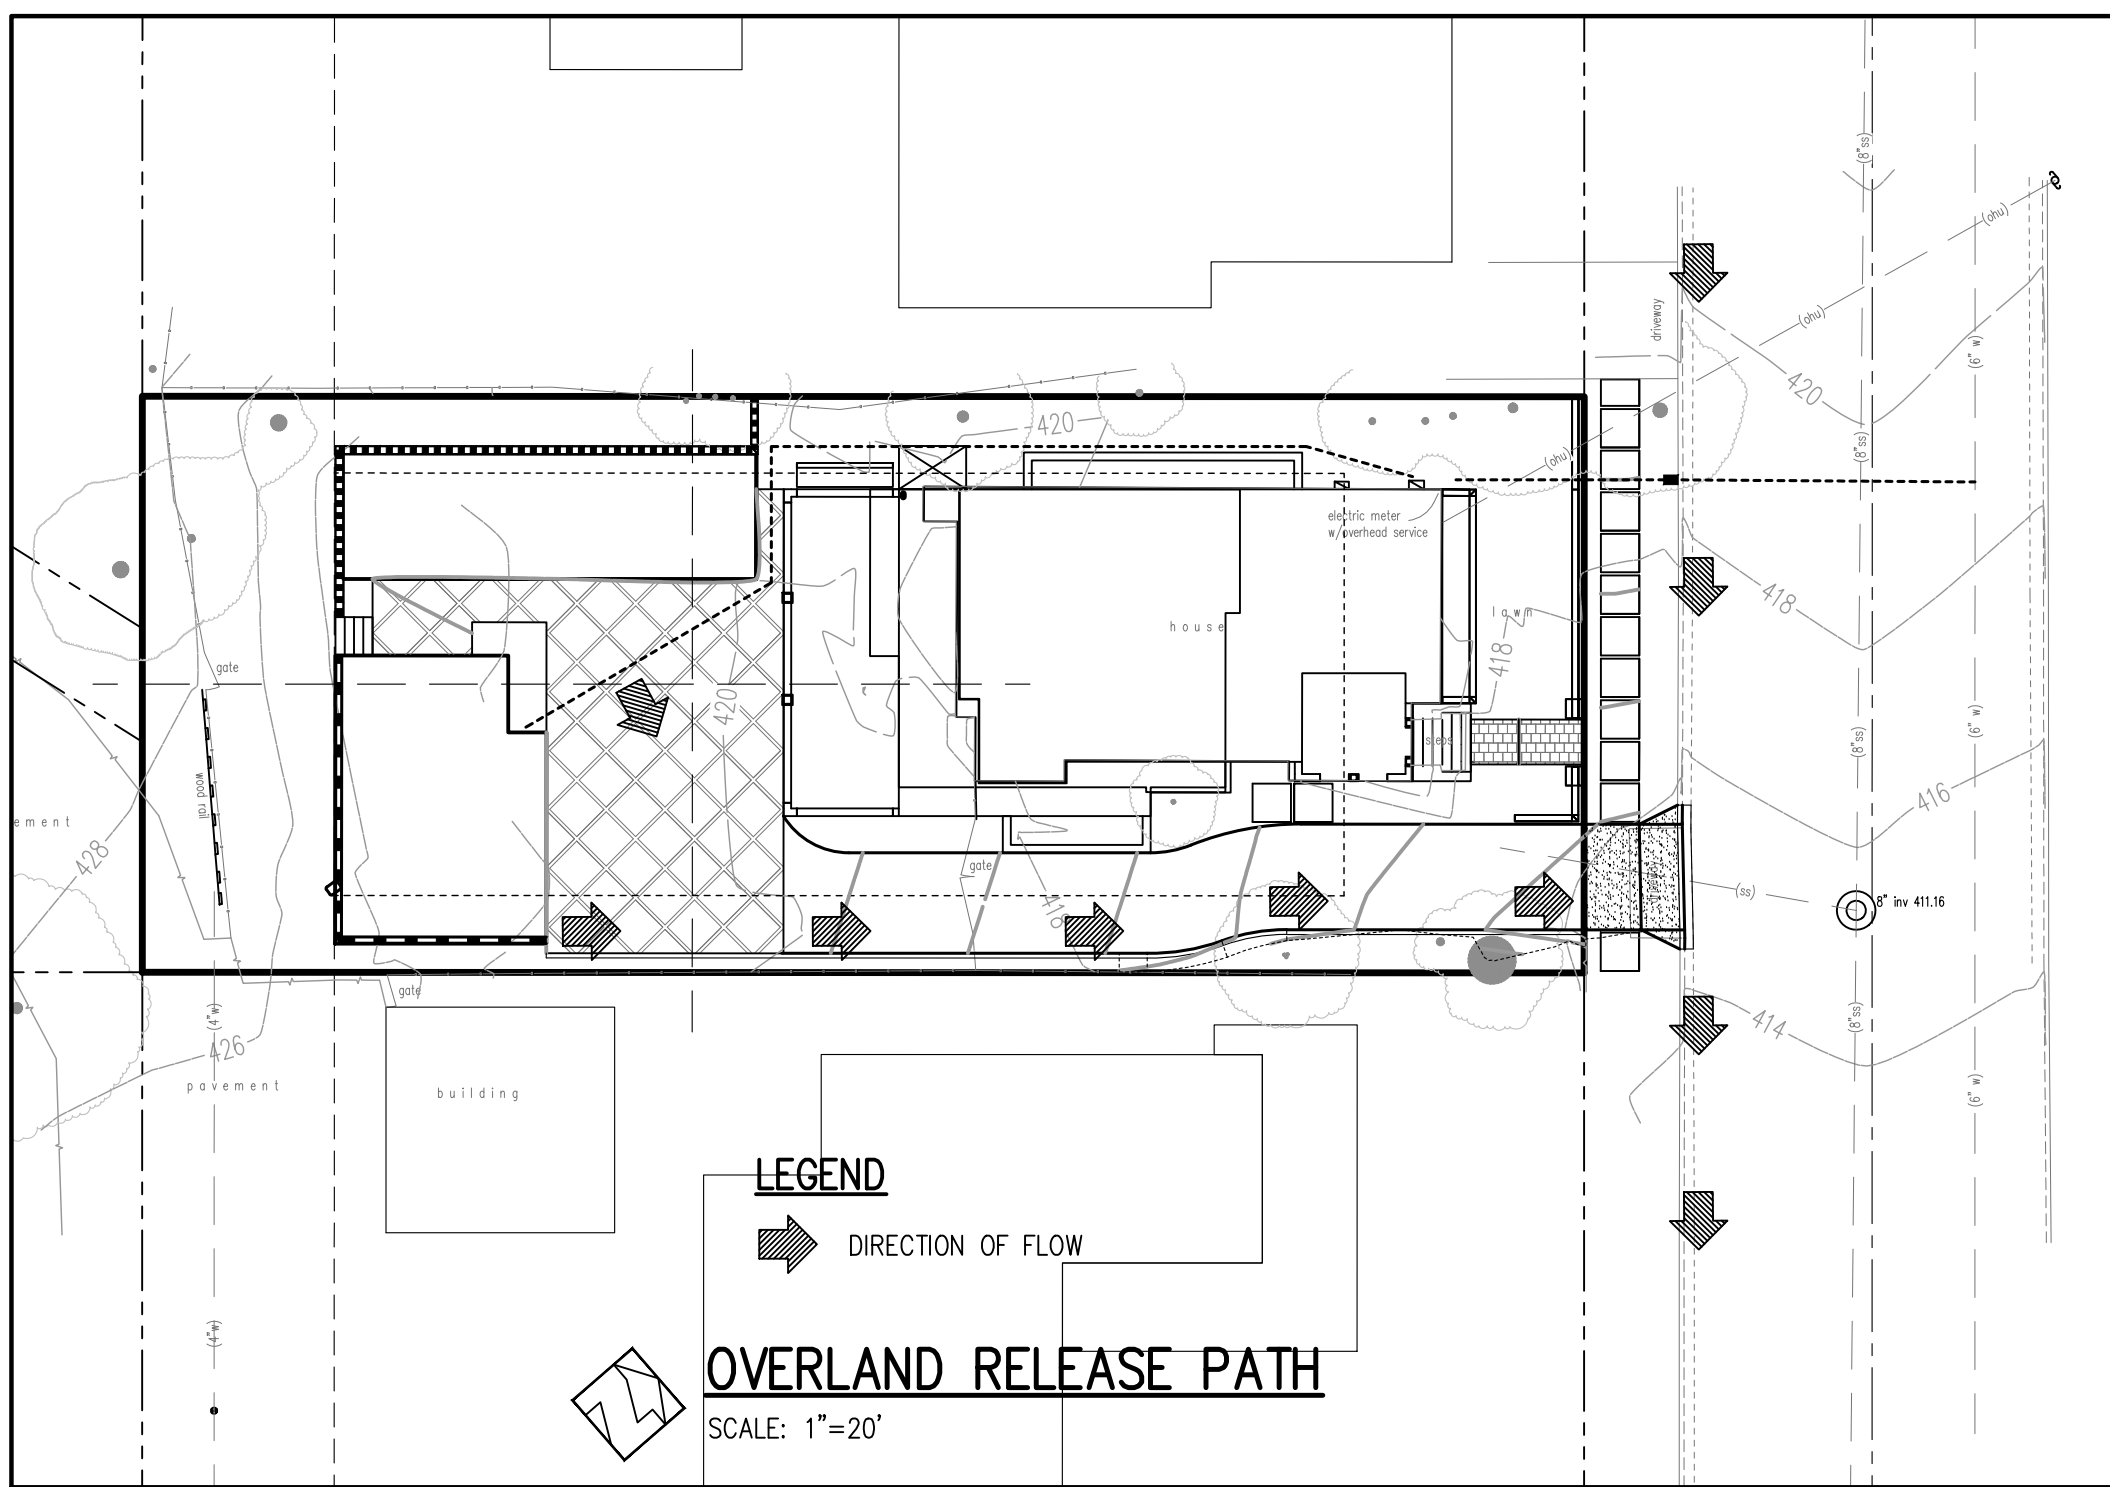 (8"ss)
(ohu)
driveway
(ohu)
(6" w)
420
420
(8"ss)
(ohu)
electric meter
w/overhead service
418
lawn
house
418
gate
420
steps
(6" w)
(8"ss)
wood rail
416
ement
428
gate
(ss)
8" inv 411.16
418
gate
(4"w)
(8"ss)
414
426
pavement
building
(6" w)
LEGEND
DIRECTION OF FLOW
(4"w)
OVERLAND RELEASE PATH
SCALE: 1"=20'